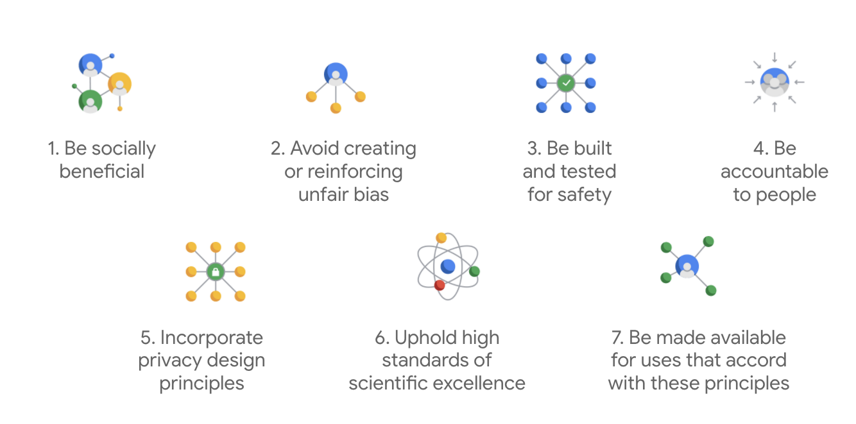 1. Be socially
beneficial
2. Avoid creating
or reinforcing
unfair bias
3. Be built
and tested
for safety
4. Be
accountable
to people
5. Incorporate
privacy design
principles
6. Uphold high
standards of
scientific excellence
7. Be made available
for uses that accord
with these principles